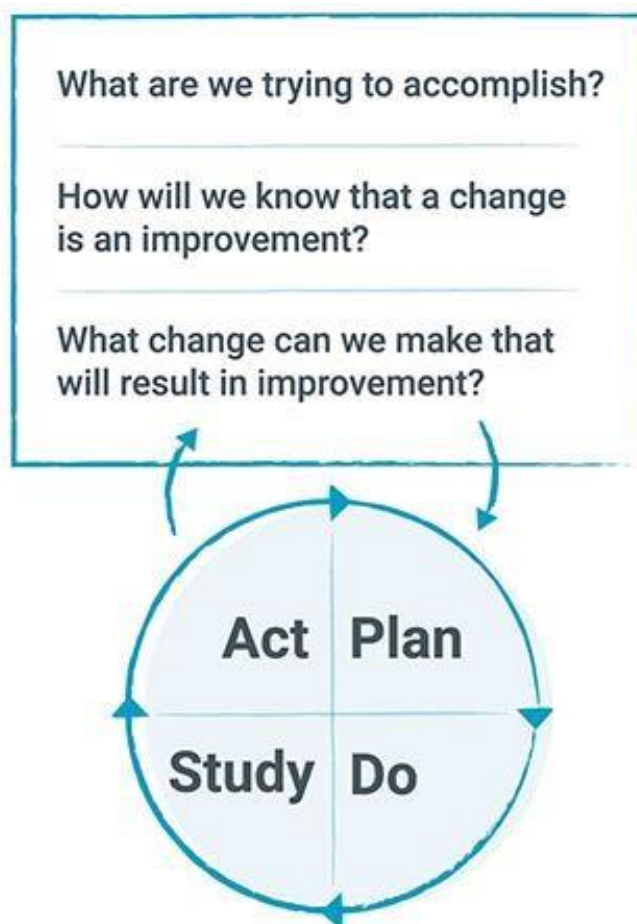 What are we trying to accomplish?
How will we know that a change
is an improvement?
What change can we make that
will result in improvement?
Act Plan
Study Do